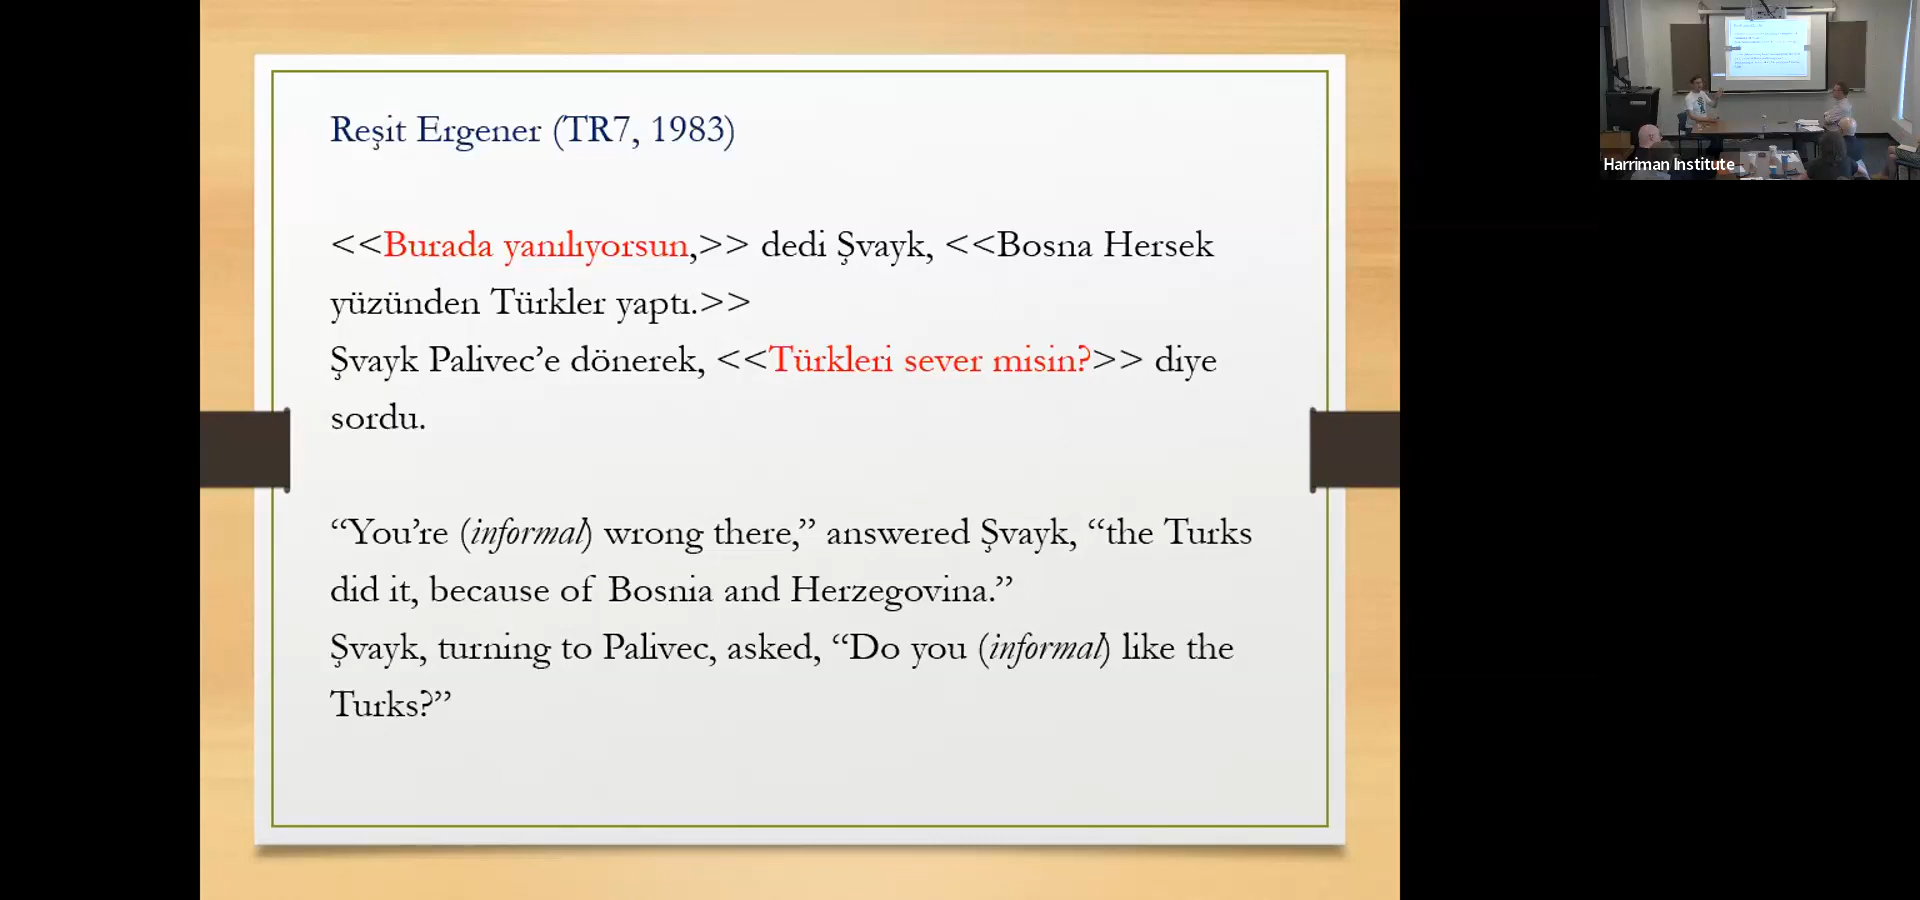 Reşit Ergener (TR7, 1983)
<<Burada yanılıyorsun,>> dedi Şvayk, <<Bosna Hersek
yüzünden Türkler yaptı.>>
Şvayk Palivec’e dönerek, <<Türkleri sever misin?>> diye
sordu.
“You’re (informal) wrong there,” answered Şvayk, “the Turks
did it, because of Bosnia and Herzegovina.”
Şvayk, turning to Palivec, asked, “Do you (informal) like the
Turks?”
Harriman Institute